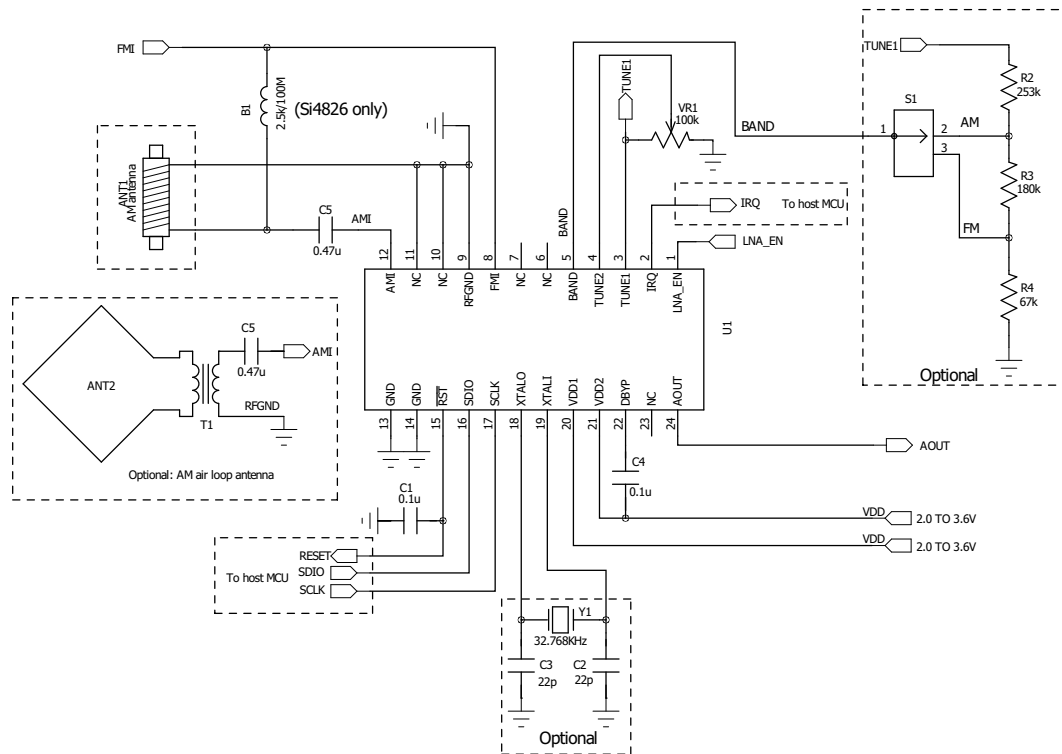 FMI
B1
2.5k/100M
(Si4826 only)
ANT1
AM antenna
C5
0.47u
AMI
TUNE1
VR1
100k
BAND
BAND
IRQ
To host MCU
LNA_EN
TUNE1
R2
253k
S1
1
2
AM
3
R3
180k
FM
R4
67k
Optional
12
11
10
9
8
7
6
5
4
3
2
1
AMI
NC
NC
RFGND
FMI
NC
NC
BAND
TUNE2
TUNE1
IRQ
LNA_EN
U1
GND
GND
RST
SDIO
SCLK
XTALO
XTALI
VDD1
VDD2
DBYP
NC
AOUT
13
14
15
16
17
18
19
20
21
22
23
24
ANT2
C5
0.47u
AMI
RFGND
T1
Optional: AM air loop antenna
AOUT
C4
0.1u
C1
0.1u
VDD
2.0 TO 3.6V
VDD
2.0 TO 3.6V
To host MCU
RESET
SDIO
SCLK
Y1
32.768KHz
C3
22p
C2
22p
Optional